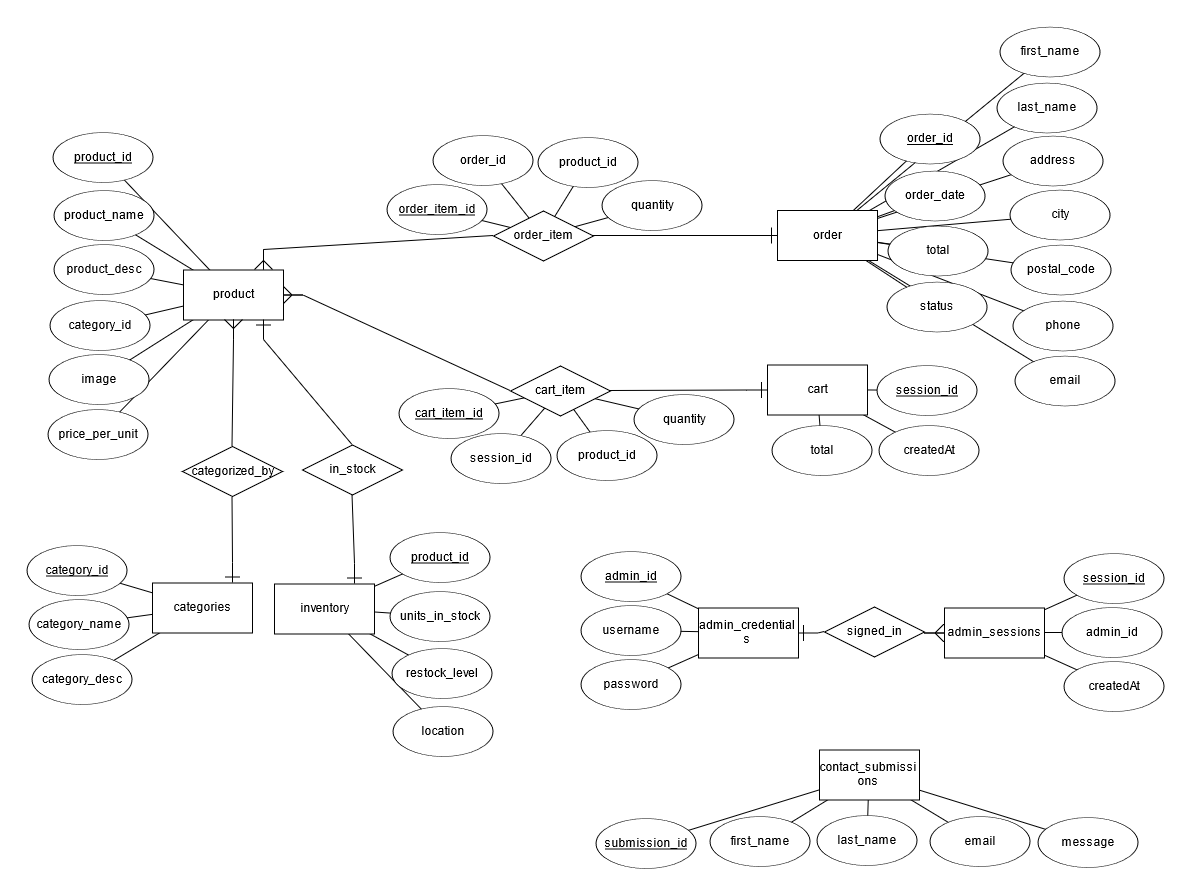 first_name
last_name
order_id
address
order_date
city
total
postal_code
status
phone
email
order
order_id
product_id
order_item_id
quantity
order_item
product_id
product_name
product_desc
category_id
image
price_per_unit
product
cart_item
cart_item_id
session_id
product_id
quantity
cart
session_id
total
createdAt
categorized_by
in_stock
category_id
category_name
category_desc
categories
inventory
product_id
units_in_stock
restock_level
location
admin_id
username
password
admin_credential
s
signed_in
admin_sessions
session_id
admin_id
createdAt
contact_submissi
ons
submission_id
first_name
last_name
email
message